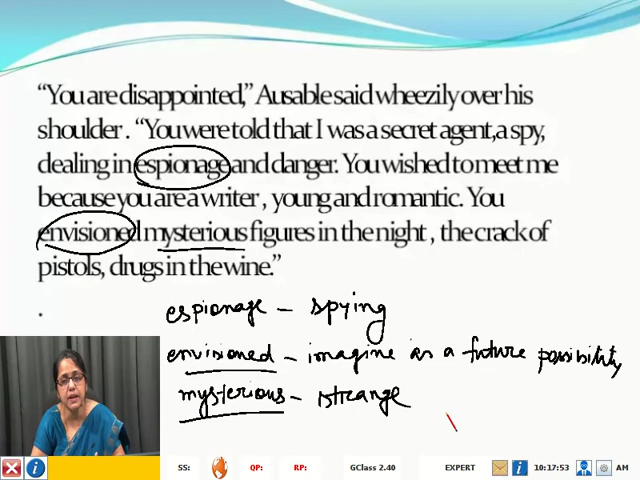 “You are disappointed,” Ausable said wheezily over his
shoulder . “You were told that I was a secret agent,a spy,
dealing in espionage and danger. You wished to meet me
because you are a writer , young and romantic. You
envisioned mysterious figures in the night , the crack of
pistols, drugs in the wine.”
.
espionage – spying
envisioned – imagine as a future possibility
mysterious – strange
SS: QP: RP: GClass 2.40 EXPERT 10:17:53 AM